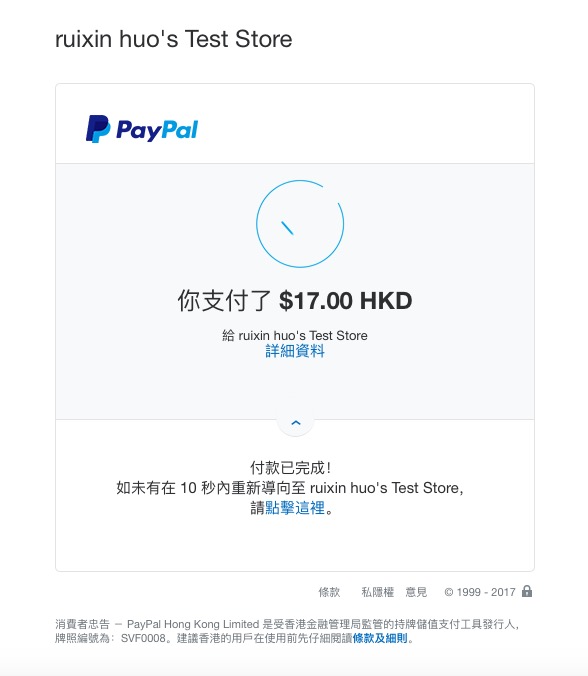 ruixin huo's Test Store
PayPal
你支付了 $17.00 HKD
給 ruixin huo's Test Store
詳細資料
付款已完成！
如未有在 10 秒內重新導向至 ruixin huo's Test Store，
請點擊這裡。
條款 私隱權 意見 © 1999 - 2017
消費者忠告 － PayPal Hong Kong Limited 是受香港金融管理局監管的持牌儲值支付工具發行人，
牌照編號為：SVF0008。建議香港的用戶在使用前先仔細閱讀條款及細則。